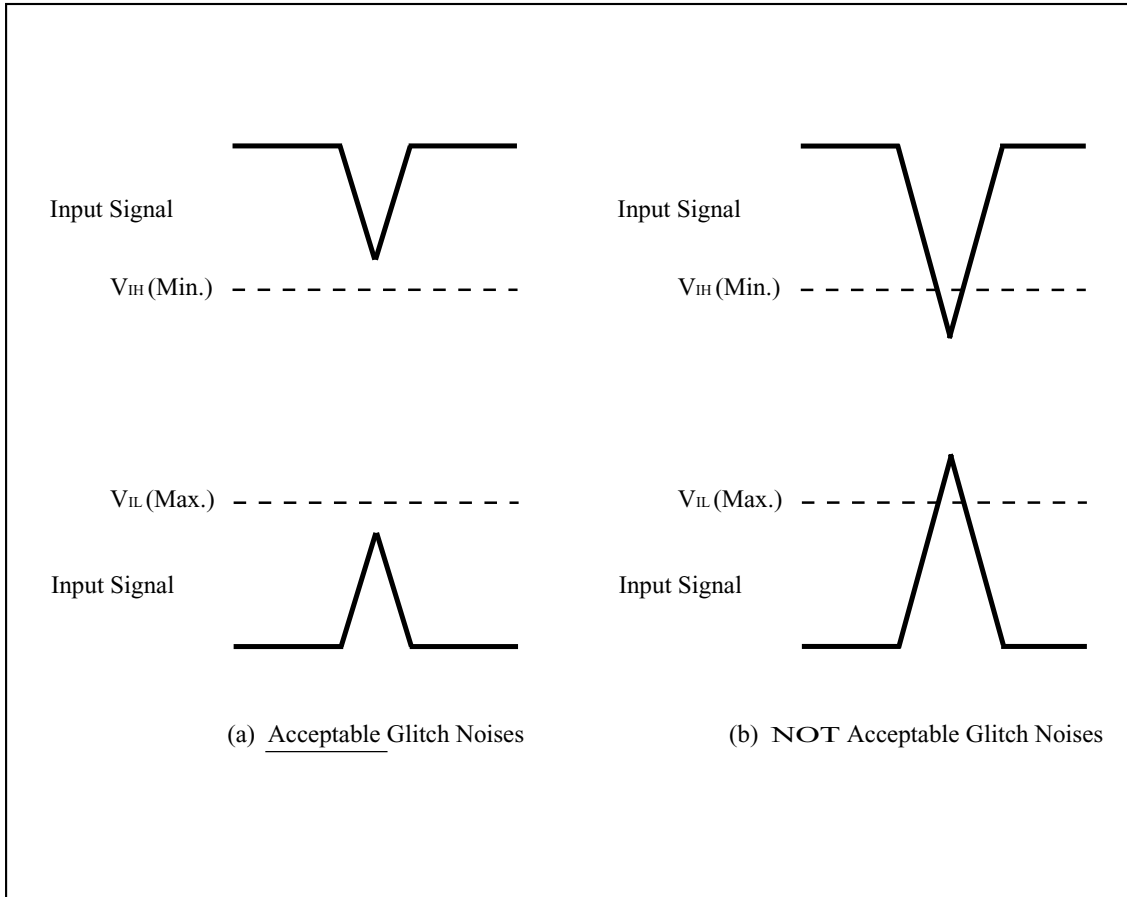 Input Signal
VIH (Min.)
VIL (Max.)
Input Signal
(a) Acceptable Glitch Noises
Input Signal
VIH (Min.)
VIL (Max.)
Input Signal
(b) NOT Acceptable Glitch Noises